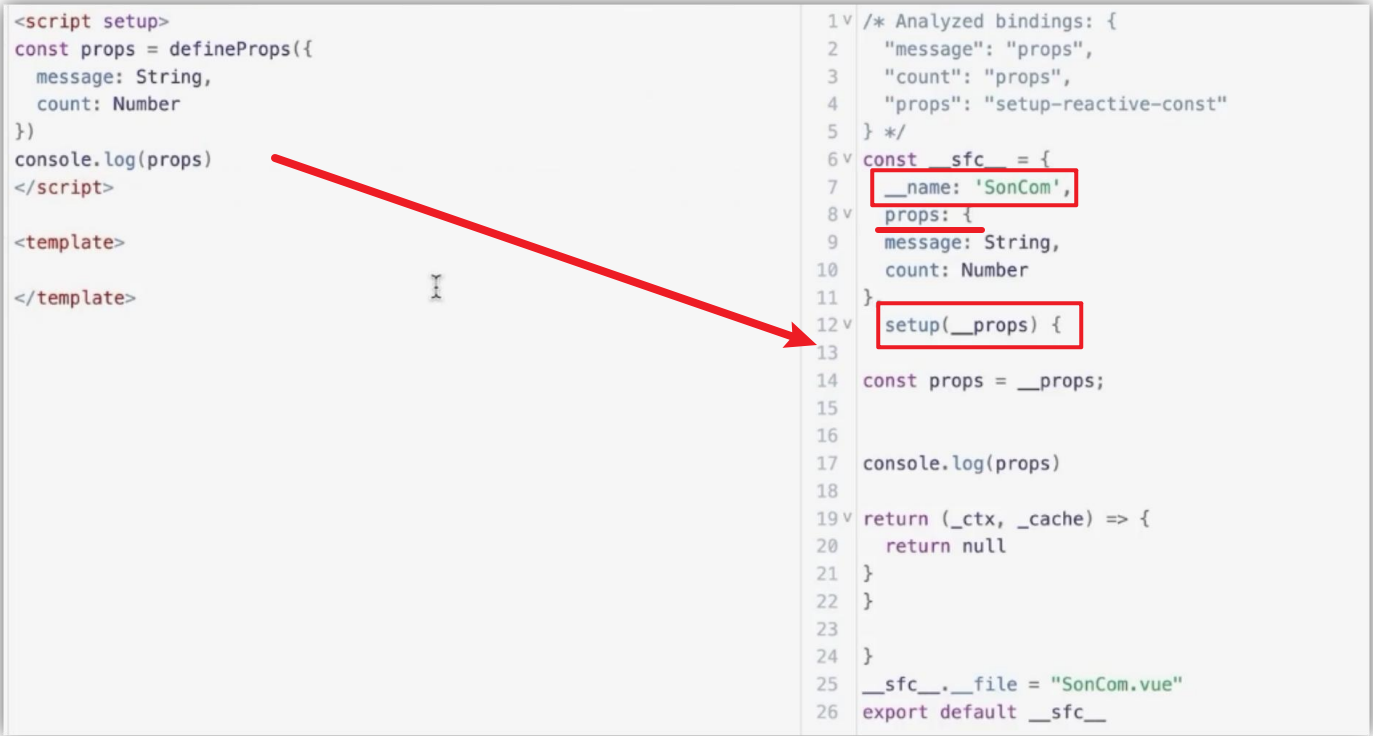 <script setup>
const props = defineProps({
  message: String,
  count: Number
})
console.log(props)
</script>
<template>
</template>
1 /* Analyzed bindings: {
2   "message": "props",
3   "count": "props",
4   "props": "setup-reactive-const"
5 } */
6 const __sfc__ = {
7   __name: 'SonCom',
8   props: {
9   message: String,
10   count: Number
11 },
12   setup(__props) {
13
14 const props = __props;
15
16
17 console.log(props)
18
19 return (_ctx, _cache) => {
20   return null
21 }
22 }
23
24 }
25 __sfc__.__file = "SonCom.vue"
26 export default __sfc__